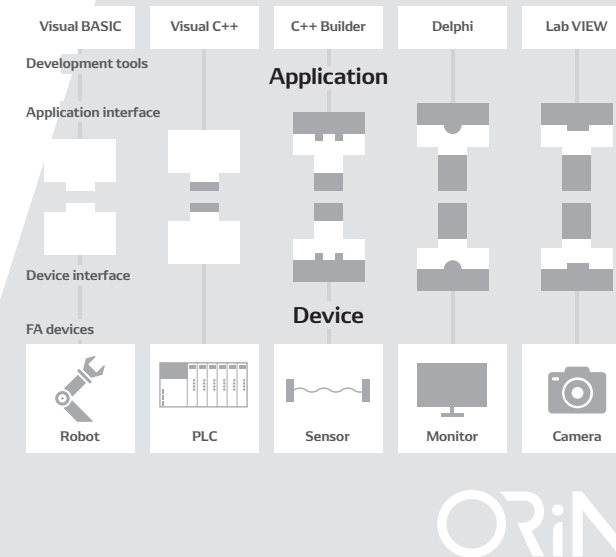 Visual BASIC
Visual C++
C++ Builder
Delphi
Lab VIEW
Development tools
Application
Application interface
Device interface
Device
FA devices
Robot
PLC
Sensor
Monitor
Camera
ORiN